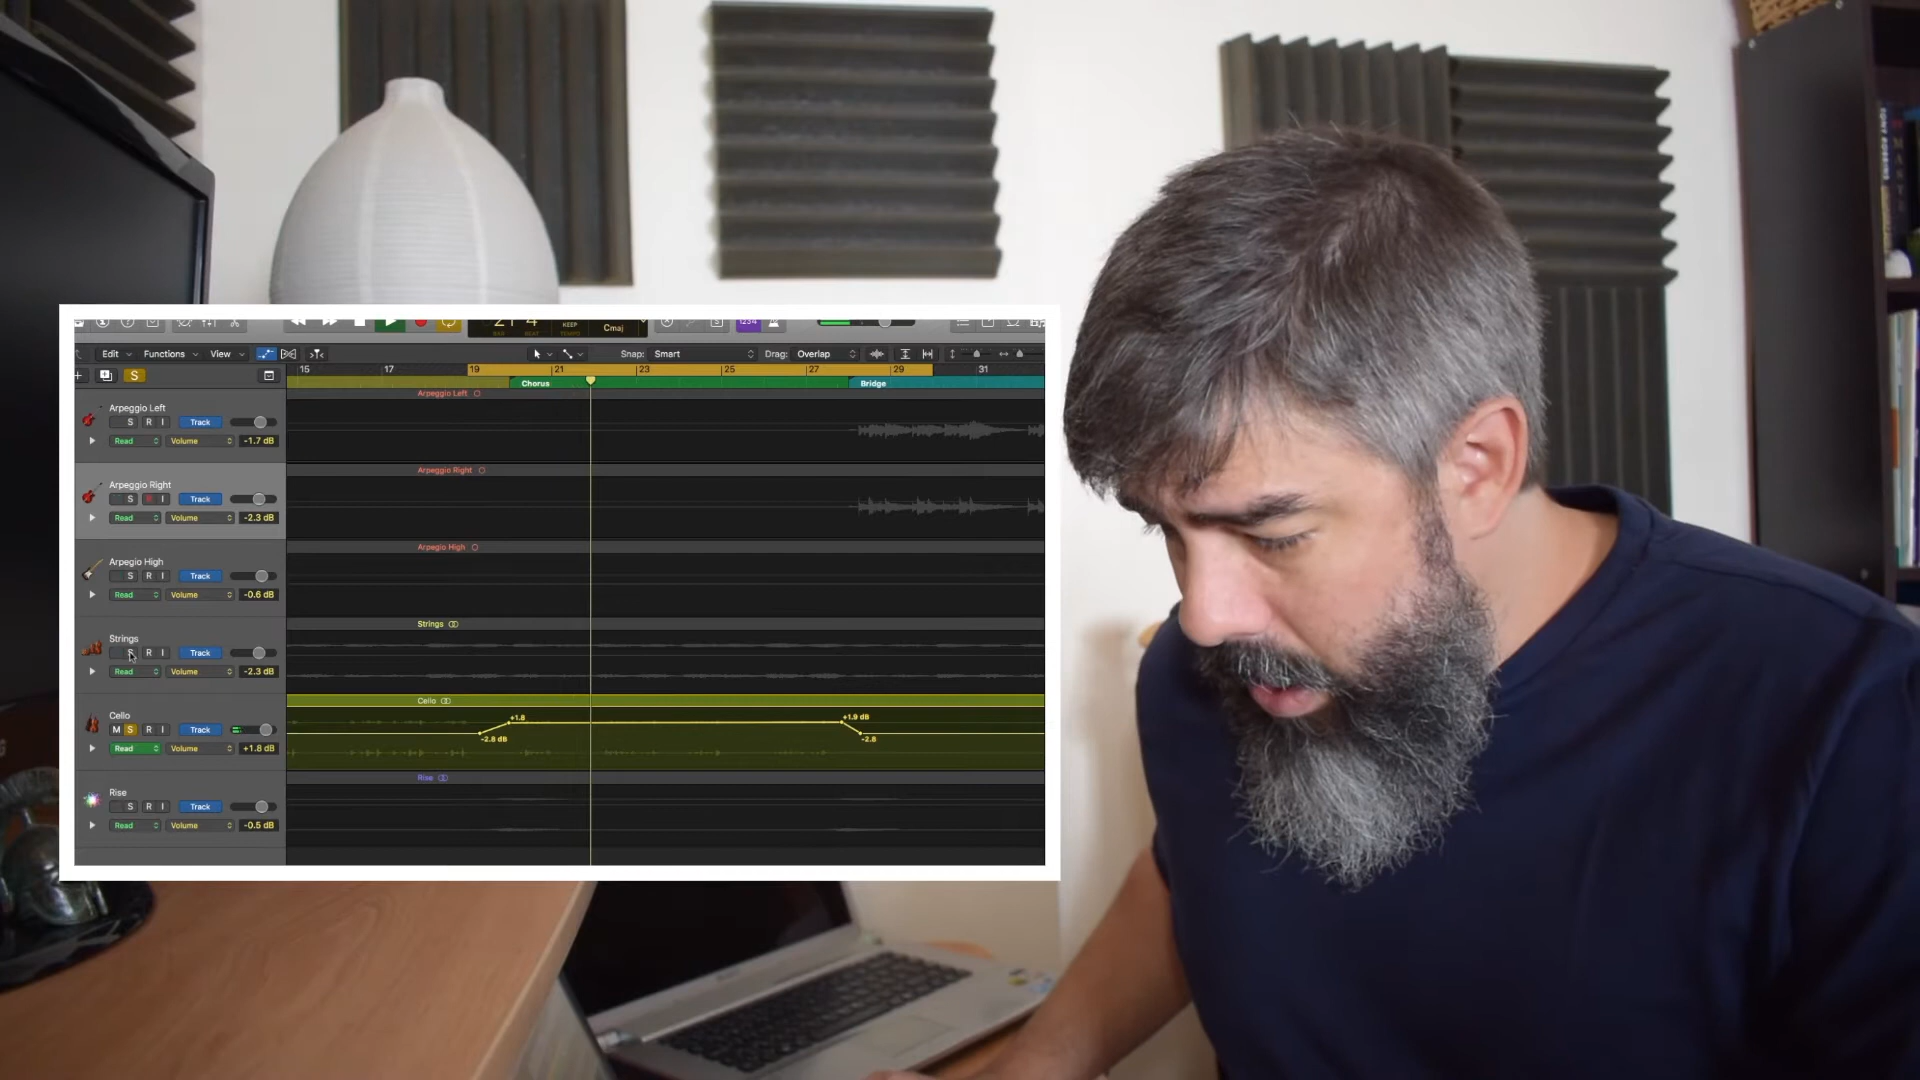 21 4
KEEP
Cmaj
1234
Edit Functions View Snap: Smart Drag: Overlap
S 15 17 19 21 23 25 27 29 31
Chorus Bridge
Arpeggio Left
Arpeggio Left
S R I Track
Read Volume -1.7 dB
Arpeggio Right
Arpeggio Right
S R I Track
Read Volume -2.3 dB
Arpegio High
Arpegio High
S R I Track
Read Volume -0.6 dB
Strings
Strings
S R I Track
Read Volume -2.3 dB
Cello
Cello
+1.8 +1.9 dB
M S R I Track
-2.8 dB -2.8
Read Volume +1.8 dB
Rise
Rise
S R I Track
Read Volume -0.5 dB